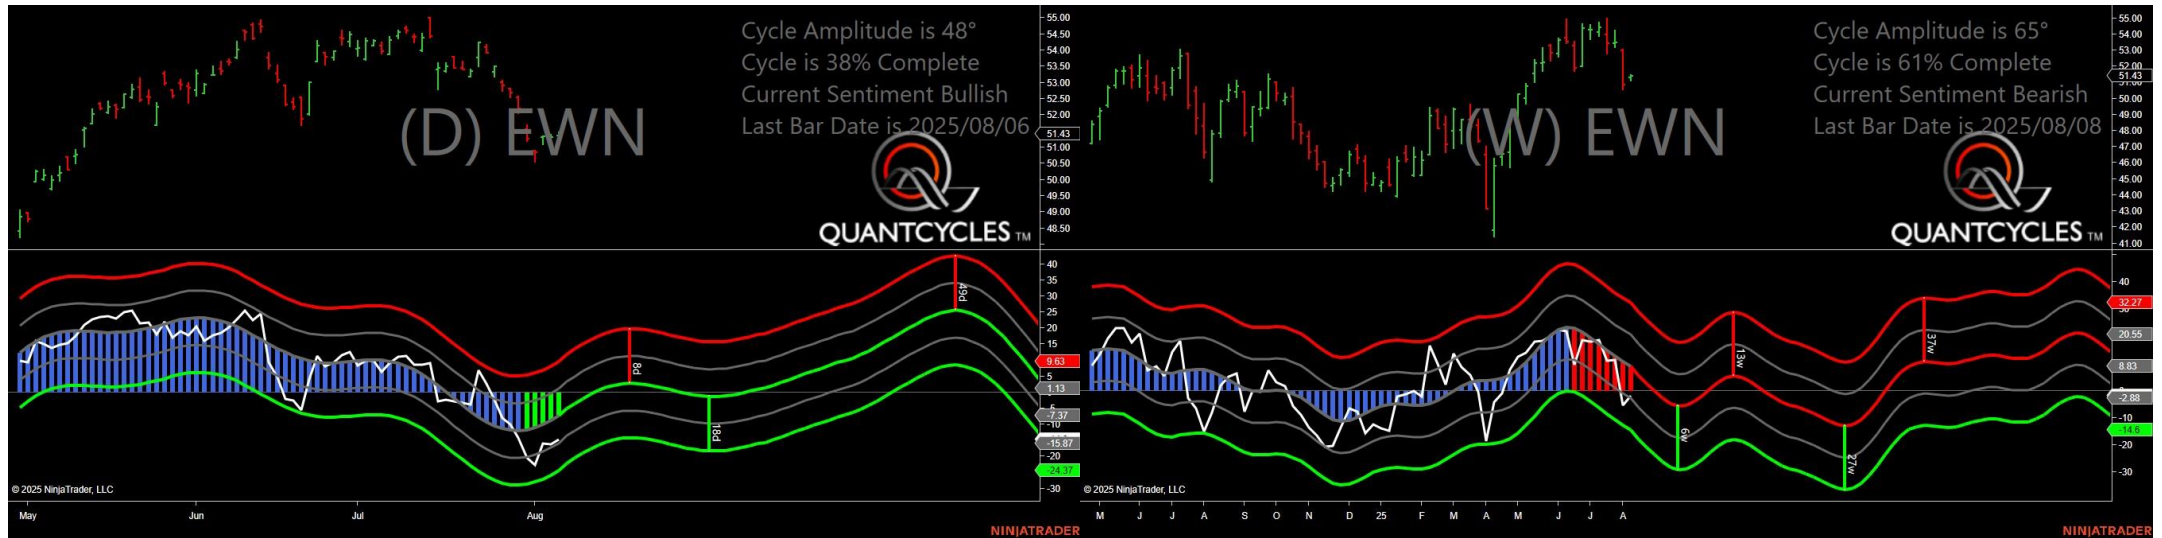 Cycle Amplitude is 48°
Cycle is 38% Complete
Current Sentiment Bullish
Last Bar Date is 2025/08/06
(D) EWN
QUANTCYCLES TM
55.00
54.50
54.00
53.50
53.00
52.50
52.00
51.43
51.00
50.50
50.00
49.50
49.00
48.50
40
35
30
25
20
15
9.63
5
1.13
-7.37
-10
-15.87
-20
-24.37
-30
8d
18d
49d
© 2025 NinjaTrader, LLC
May
Jun
Jul
Aug
NINJATRADER
Cycle Amplitude is 65°
Cycle is 61% Complete
Current Sentiment Bearish
Last Bar Date is 2025/08/08
(W) EWN
QUANTCYCLES TM
55.00
54.00
53.00
52.00
51.43
50.00
49.00
48.00
47.00
46.00
45.00
44.00
43.00
42.00
41.00
40
32.27
20.55
8.83
-2.88
-10
-14.6
-20
-30
6w
13w
27w
37w
© 2025 NinjaTrader, LLC
M J J A S O N D 25 F M A M J J A
NINJATRADER